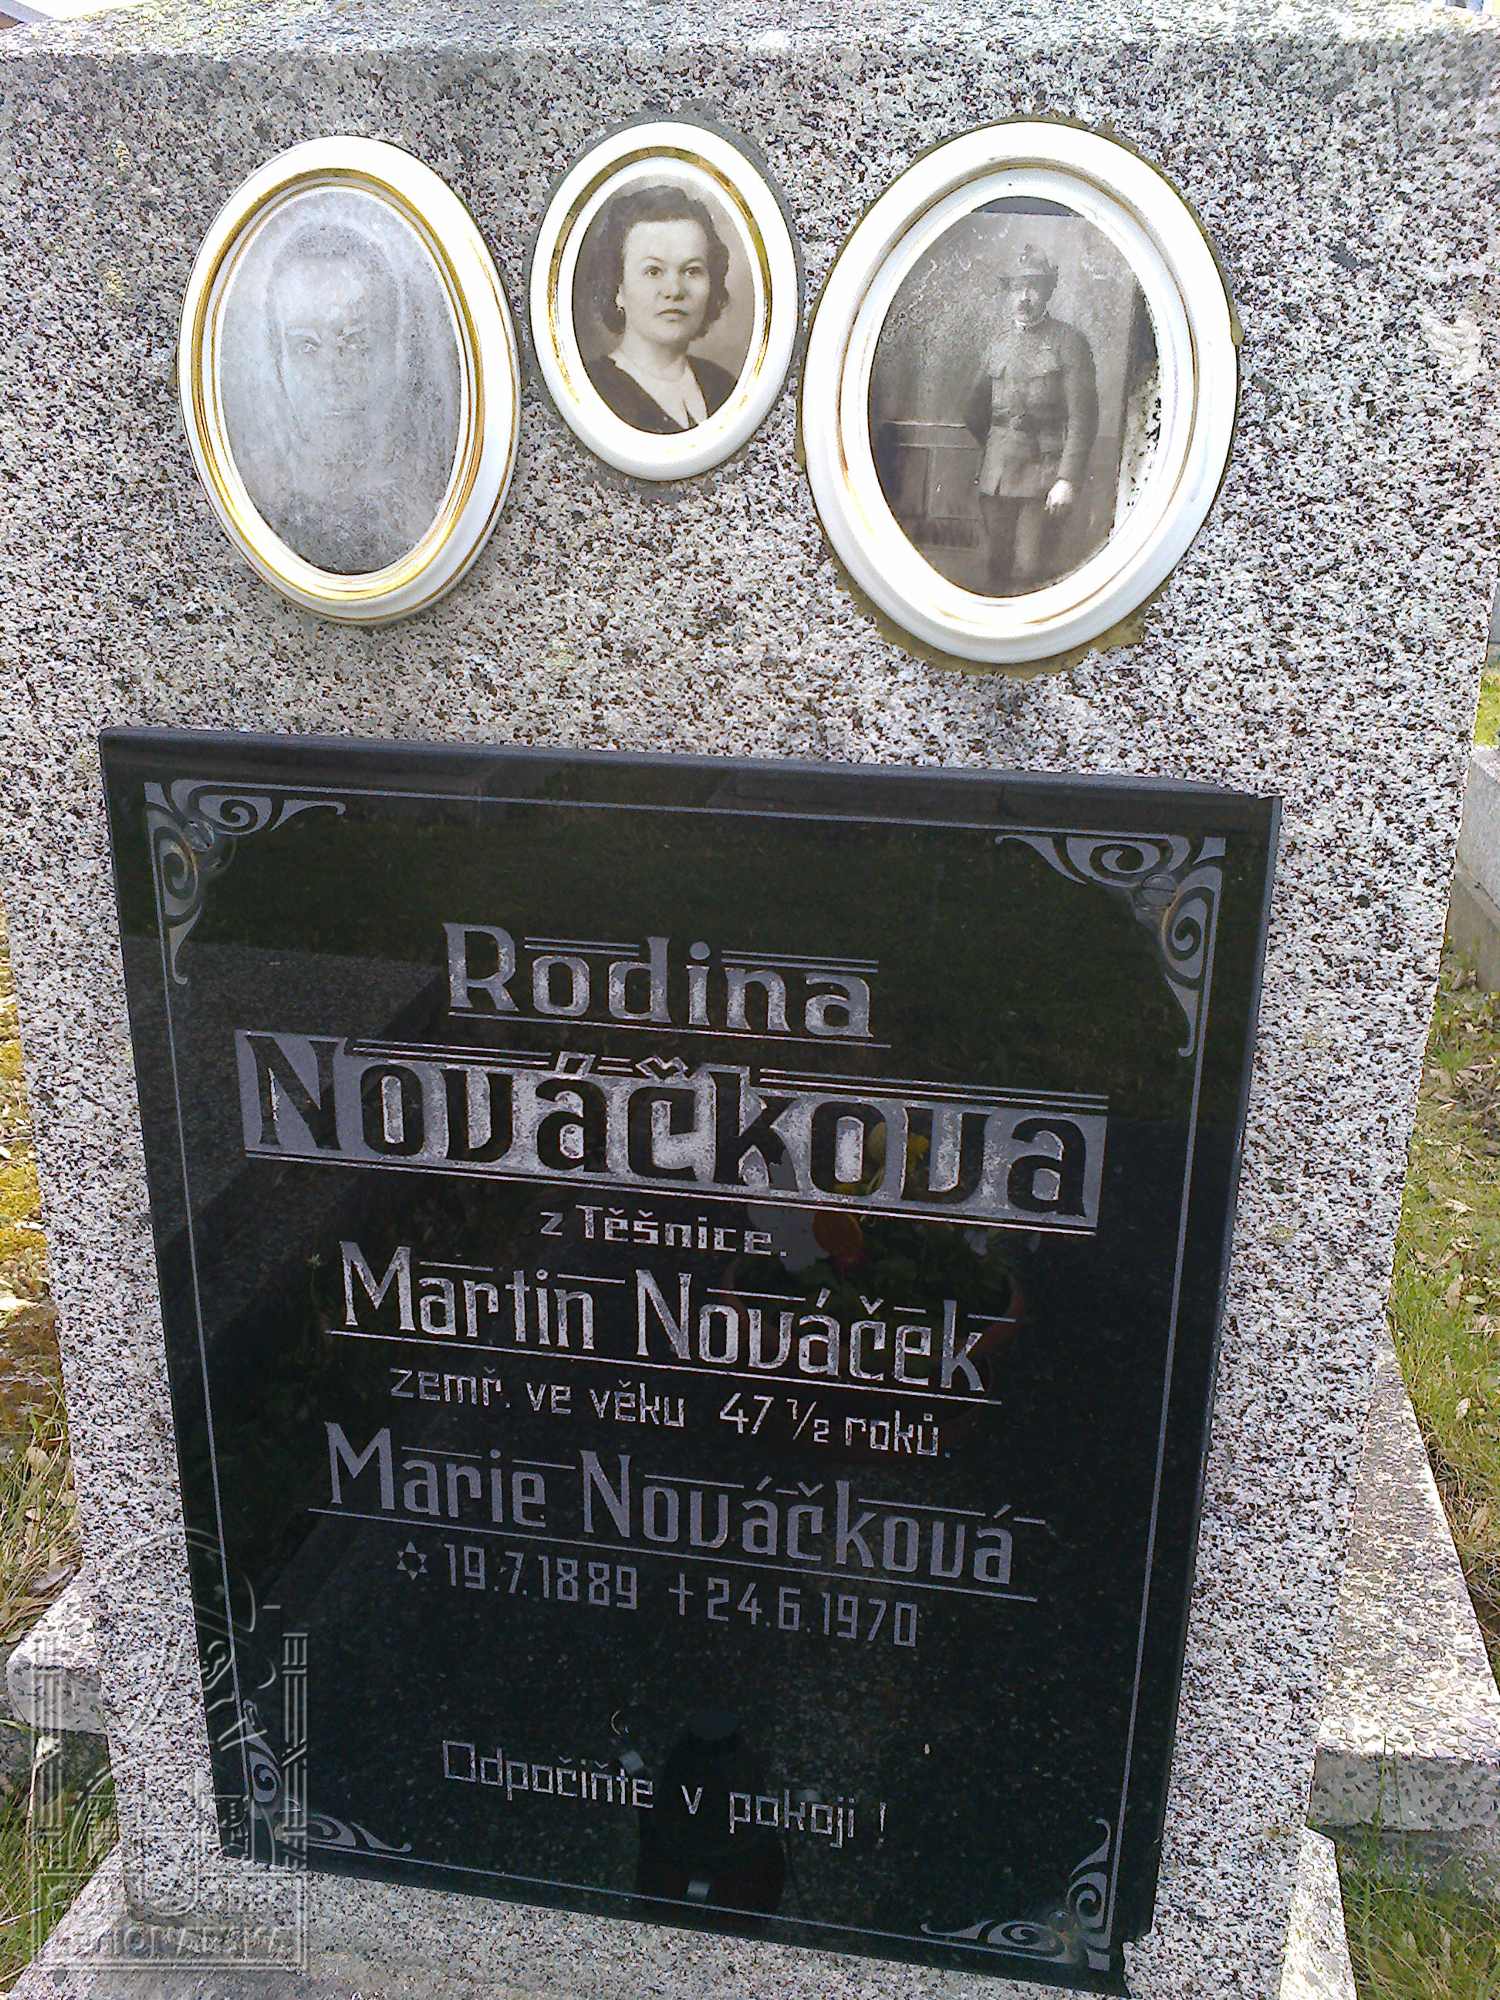 Rodina
Nováčkova
z Těšnice.
Martin Nováček
zemř. ve věku 47 ½ roků.
Marie Nováčková
✡ 19.7.1889 † 24.6.1970
Odpočiňte v pokoji!